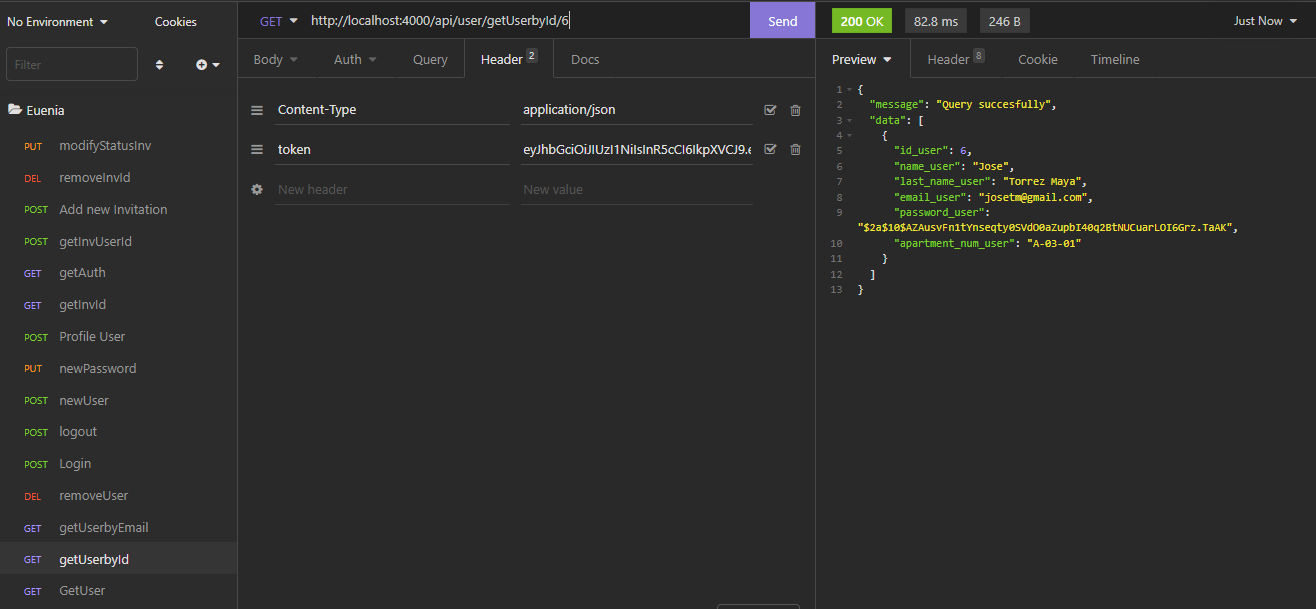 No Environment
Cookies
Filter
Euenia
PUT modifyStatusInv
DEL removeInvId
POST Add new Invitation
POST getInvUserId
GET getAuth
GET getInvId
POST Profile User
PUT newPassword
POST newUser
POST logout
POST Login
DEL removeUser
GET getUserbyEmail
GET getUserbyId
GET GetUser
GET http://localhost:4000/api/user/getUserbyId/6 Send
Body Auth Query Header 2 Docs
Content-Type application/json
token eyJhbGciOiJIUzI1NiIsInR5cCI6IkpXVCJ9.e
New header New value
200 OK 82.8 ms 246 B Just Now
Preview Header 8 Cookie Timeline
1 {
2 "message": "Query succesfully",
3 "data": [
4 {
5 "id_user": 6,
6 "name_user": "Jose",
7 "last_name_user": "Torrez Maya",
8 "email_user": "josetm@gmail.com",
9 "password_user":
"$2a$10$AZAusvFn1tYnseqty0SVdO0aZupbI40q2BtNUCuarLOI6Grz.TaAK",
10 "apartment_num_user": "A-03-01"
11 }
12 ]
13 }